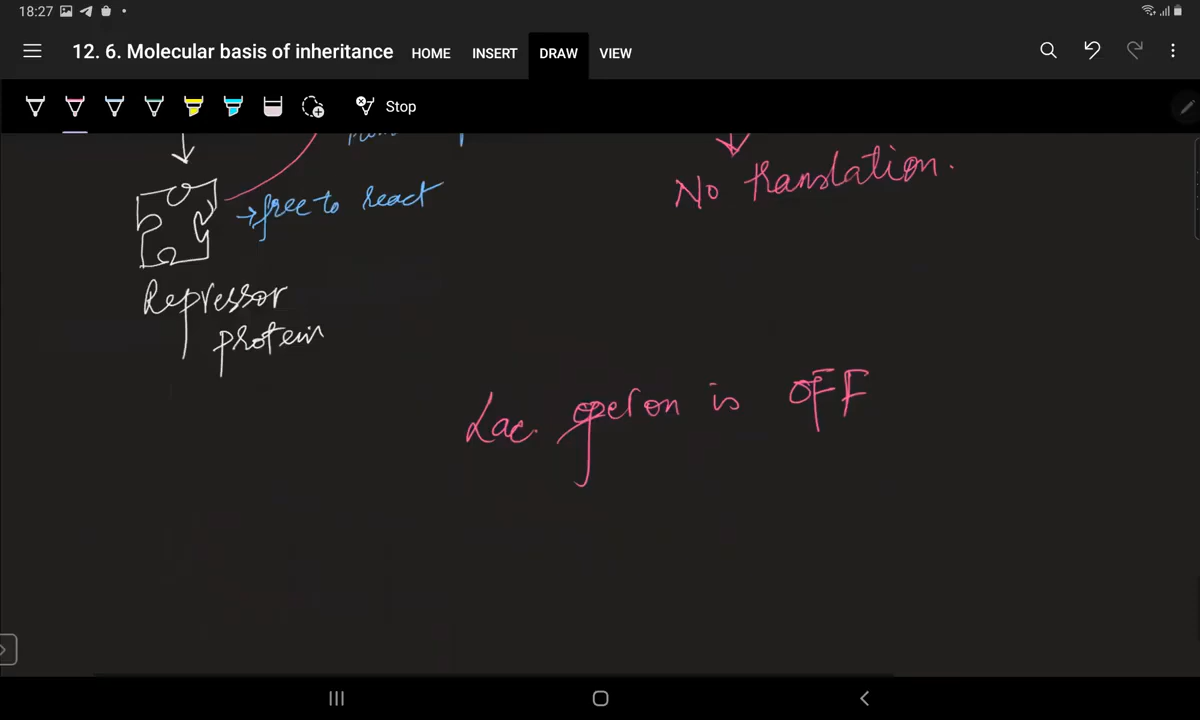 18:27
12. 6. Molecular basis of inheritance HOME INSERT DRAW VIEW
Stop
→ free to react
No translation.
Repressor
protein
Lac operon is OFF